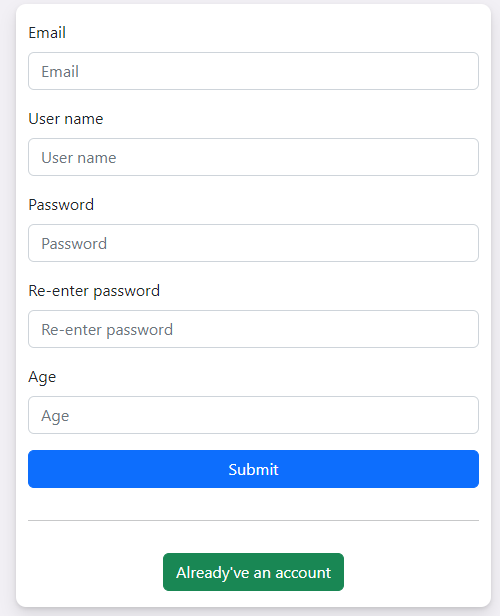 Email
Email
User name
User name
Password
Password
Re-enter password
Re-enter password
Age
Age
Submit
Already've an account